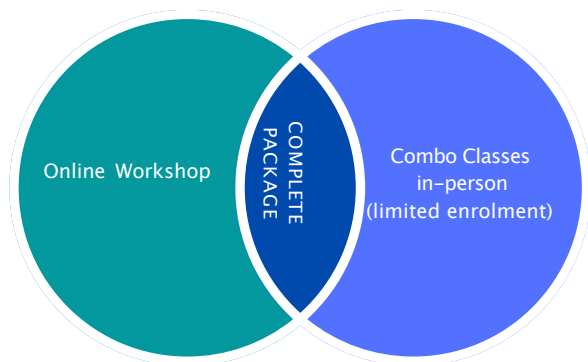 Online Workshop
COMPLETE
PACKAGE
Combo Classes
in-person
(limited enrolment)